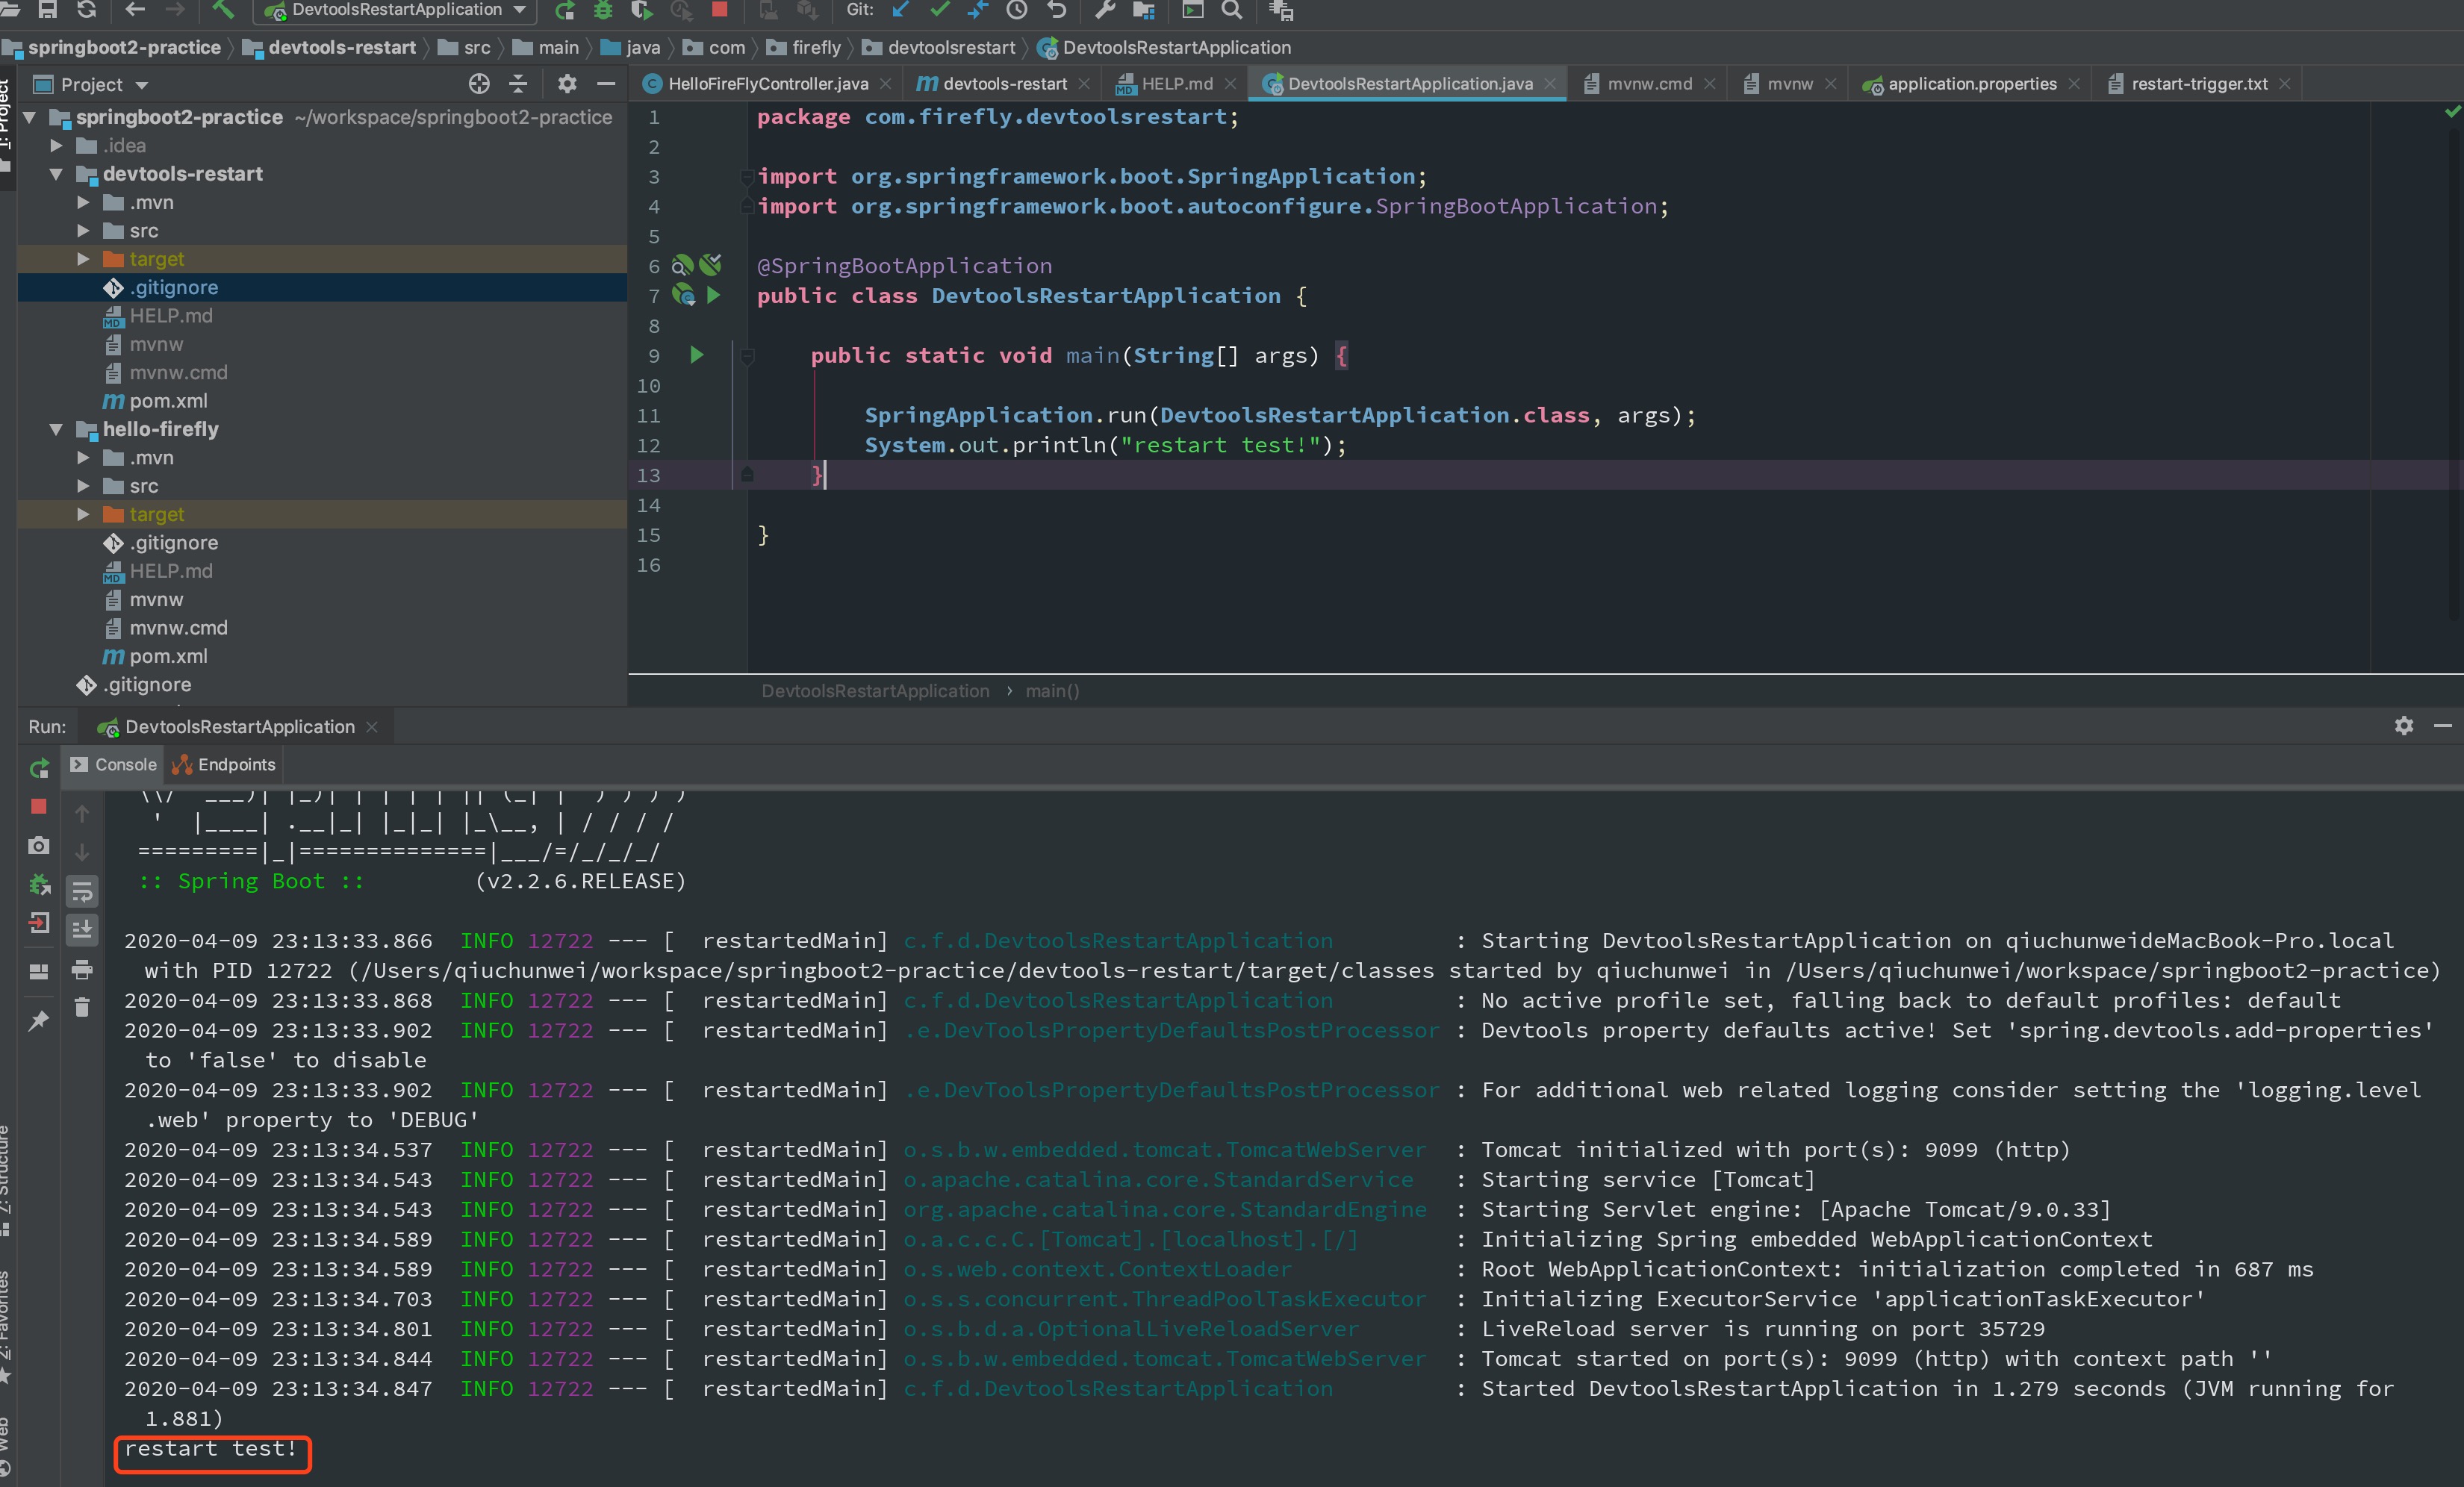 DevtoolsRestartApplication
Git:
springboot2-practice devtools-restart src main java com firefly devtoolsrestart DevtoolsRestartApplication
1: Project
Project
HelloFireFlyController.java devtools-restart HELP.md DevtoolsRestartApplication.java mvnw.cmd mvnw application.properties restart-trigger.txt
springboot2-practice ~/workspace/springboot2-practice
.idea
devtools-restart
.mvn
src
target
.gitignore
HELP.md
mvnw
mvnw.cmd
pom.xml
hello-firefly
.mvn
src
target
.gitignore
HELP.md
mvnw
mvnw.cmd
pom.xml
.gitignore
1 package com.firefly.devtoolsrestart;
2
3 import org.springframework.boot.SpringApplication;
4 import org.springframework.boot.autoconfigure.SpringBootApplication;
5
6 @SpringBootApplication
7 public class DevtoolsRestartApplication {
8
9 public static void main(String[] args) {
10
11 SpringApplication.run(DevtoolsRestartApplication.class, args);
12 System.out.println("restart test!");
13 }
14
15 }
16
DevtoolsRestartApplication › main()
Run: DevtoolsRestartApplication
Console Endpoints
' |____| .__|_| |_|_| |_\__, | / / / /
=========|_|==============|___/=/_/_/_/
:: Spring Boot :: (v2.2.6.RELEASE)
2020-04-09 23:13:33.866 INFO 12722 --- [ restartedMain] c.f.d.DevtoolsRestartApplication : Starting DevtoolsRestartApplication on qiuchunweideMacBook-Pro.local
with PID 12722 (/Users/qiuchunwei/workspace/springboot2-practice/devtools-restart/target/classes started by qiuchunwei in /Users/qiuchunwei/workspace/springboot2-practice)
2020-04-09 23:13:33.868 INFO 12722 --- [ restartedMain] c.f.d.DevtoolsRestartApplication : No active profile set, falling back to default profiles: default
2020-04-09 23:13:33.902 INFO 12722 --- [ restartedMain] .e.DevToolsPropertyDefaultsPostProcessor : Devtools property defaults active! Set 'spring.devtools.add-properties'
to 'false' to disable
2020-04-09 23:13:33.902 INFO 12722 --- [ restartedMain] .e.DevToolsPropertyDefaultsPostProcessor : For additional web related logging consider setting the 'logging.level
.web' property to 'DEBUG'
2020-04-09 23:13:34.537 INFO 12722 --- [ restartedMain] o.s.b.w.embedded.tomcat.TomcatWebServer : Tomcat initialized with port(s): 9099 (http)
2020-04-09 23:13:34.543 INFO 12722 --- [ restartedMain] o.apache.catalina.core.StandardService : Starting service [Tomcat]
2020-04-09 23:13:34.543 INFO 12722 --- [ restartedMain] org.apache.catalina.core.StandardEngine : Starting Servlet engine: [Apache Tomcat/9.0.33]
2020-04-09 23:13:34.589 INFO 12722 --- [ restartedMain] o.a.c.c.C.[Tomcat].[localhost].[/] : Initializing Spring embedded WebApplicationContext
2020-04-09 23:13:34.589 INFO 12722 --- [ restartedMain] o.s.web.context.ContextLoader : Root WebApplicationContext: initialization completed in 687 ms
2020-04-09 23:13:34.703 INFO 12722 --- [ restartedMain] o.s.s.concurrent.ThreadPoolTaskExecutor : Initializing ExecutorService 'applicationTaskExecutor'
2020-04-09 23:13:34.801 INFO 12722 --- [ restartedMain] o.s.b.d.a.OptionalLiveReloadServer : LiveReload server is running on port 35729
2020-04-09 23:13:34.844 INFO 12722 --- [ restartedMain] o.s.b.w.embedded.tomcat.TomcatWebServer : Tomcat started on port(s): 9099 (http) with context path ''
2020-04-09 23:13:34.847 INFO 12722 --- [ restartedMain] c.f.d.DevtoolsRestartApplication : Started DevtoolsRestartApplication in 1.279 seconds (JVM running for
1.881)
restart test!
Z: Structure
2: Favorites
Web